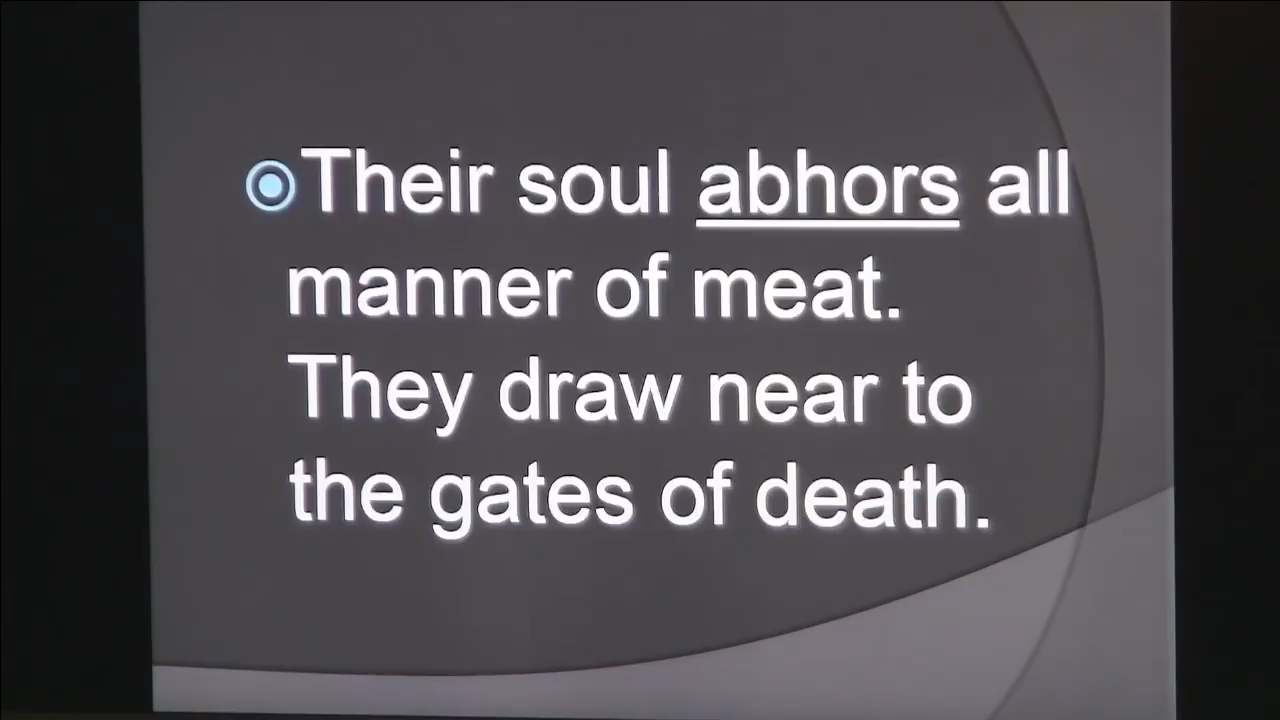 Their soul abhors all
manner of meat.
They draw near to
the gates of death.